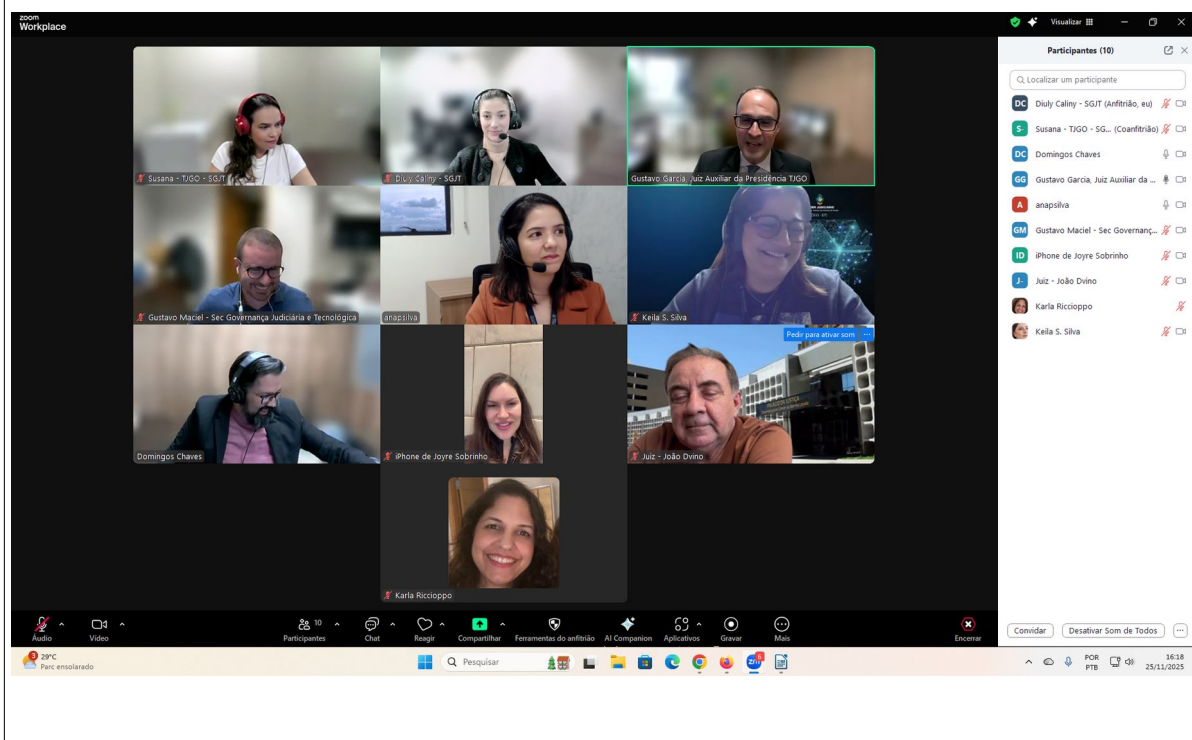 zoom
Workplace
Visualizar
Susana - TJGO - SGJT
Diuly Caliny - SGJT
Gustavo Garcia, Juiz Auxiliar da Presidência TJGO
Gustavo Maciel - Sec Governança Judiciária e Tecnológica
anapsilva
Keila S. Silva
Pedir para ativar som
Domingos Chaves
iPhone de Joyre Sobrinho
Juiz - João Dvino
Karla Riccioppo
Participantes (10)
Localizar um participante
DC Diuly Caliny - SGJT (Anfitrião, eu)
S- Susana - TJGO - SG... (Coanfitrião)
DC Domingos Chaves
GG Gustavo Garcia, Juiz Auxiliar da ...
A anapsilva
GM Gustavo Maciel - Sec Governanç...
ID iPhone de Joyre Sobrinho
J- Juiz - João Dvino
Karla Riccioppo
Keila S. Silva
Convidar
Desativar Som de Todos
Áudio
Vídeo
10
Participantes
Chat
Reagir
Compartilhar
Ferramentas do anfitrião
AI Companion
Aplicativos
Gravar
Mais
Encerrar
3
29°C
Parc ensolarado
Pesquisar
POR
PTB
16:18
25/11/2025